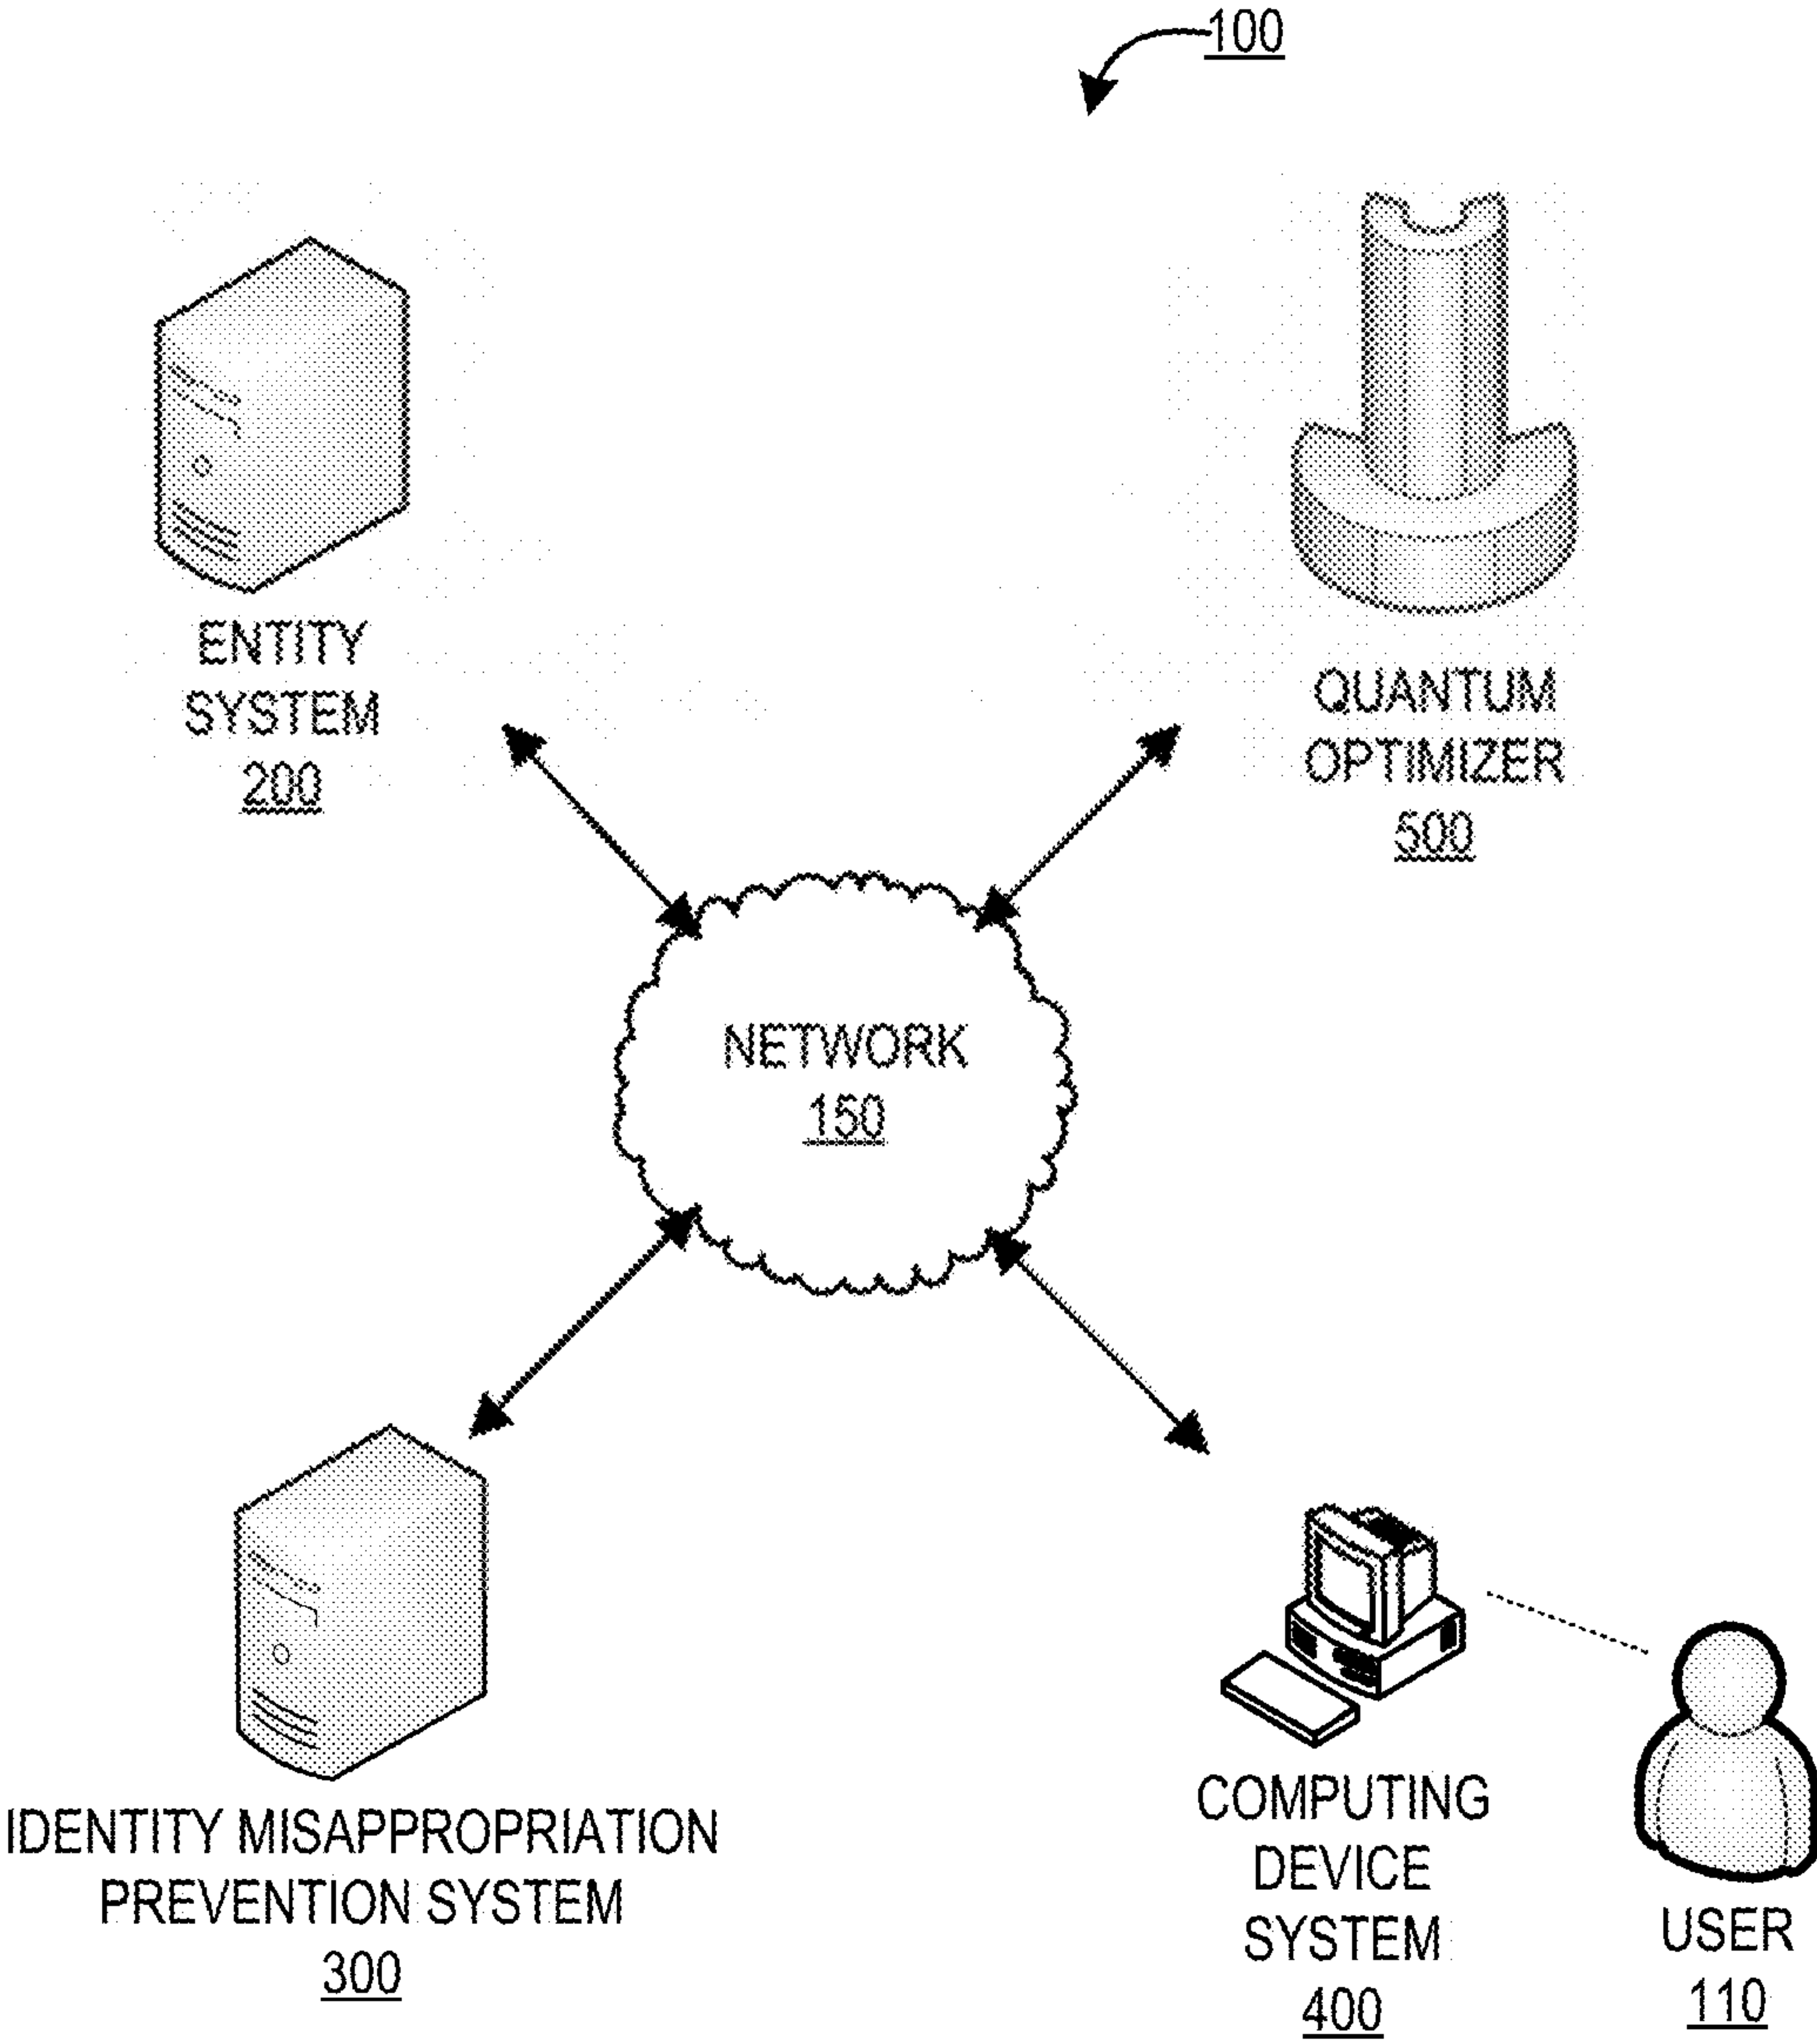 100
ENTITY
SYSTEM
200
QUANTUM
OPTIMIZER
500
NETWORK
150
IDENTITY MISAPPROPRIATION
PREVENTION SYSTEM
300
COMPUTING
DEVICE
SYSTEM
400
USER
110